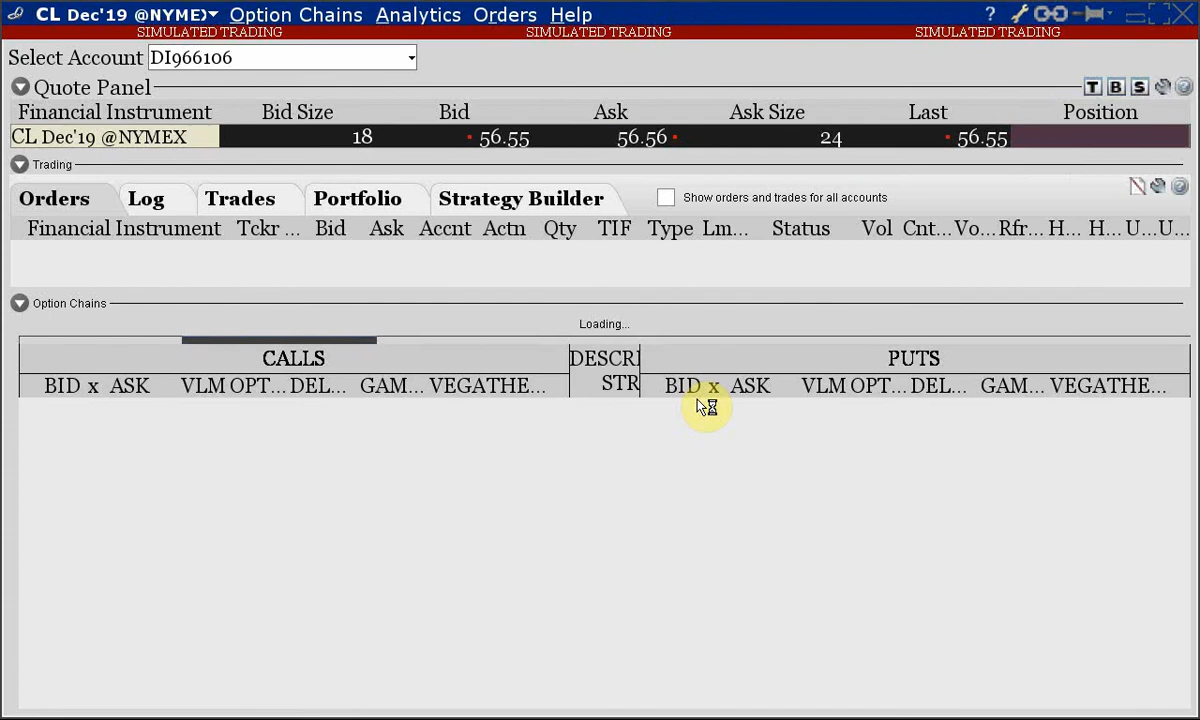 CL Dec'19 @NYMEX Option Chains Analytics Orders Help ?
SIMULATED TRADING SIMULATED TRADING SIMULATED TRADING
Select Account DI966106
Quote Panel T B S
Financial Instrument Bid Size Bid Ask Ask Size Last Position
CL Dec'19 @NYMEX 18 56.55 56.56 24 56.55
Trading
Orders Log Trades Portfolio Strategy Builder Show orders and trades for all accounts
Financial Instrument Tckr ... Bid Ask Accnt Actn Qty TIF Type Lm... Status Vol Cnt... Vo... Rfr... H... H... U... U...
Option Chains
Loading...
CALLS DESCRI PUTS
BID x ASK VLM OPT... DEL... GAM... VEGA THE... STR BID x ASK VLM OPT... DEL... GAM... VEGA THE...